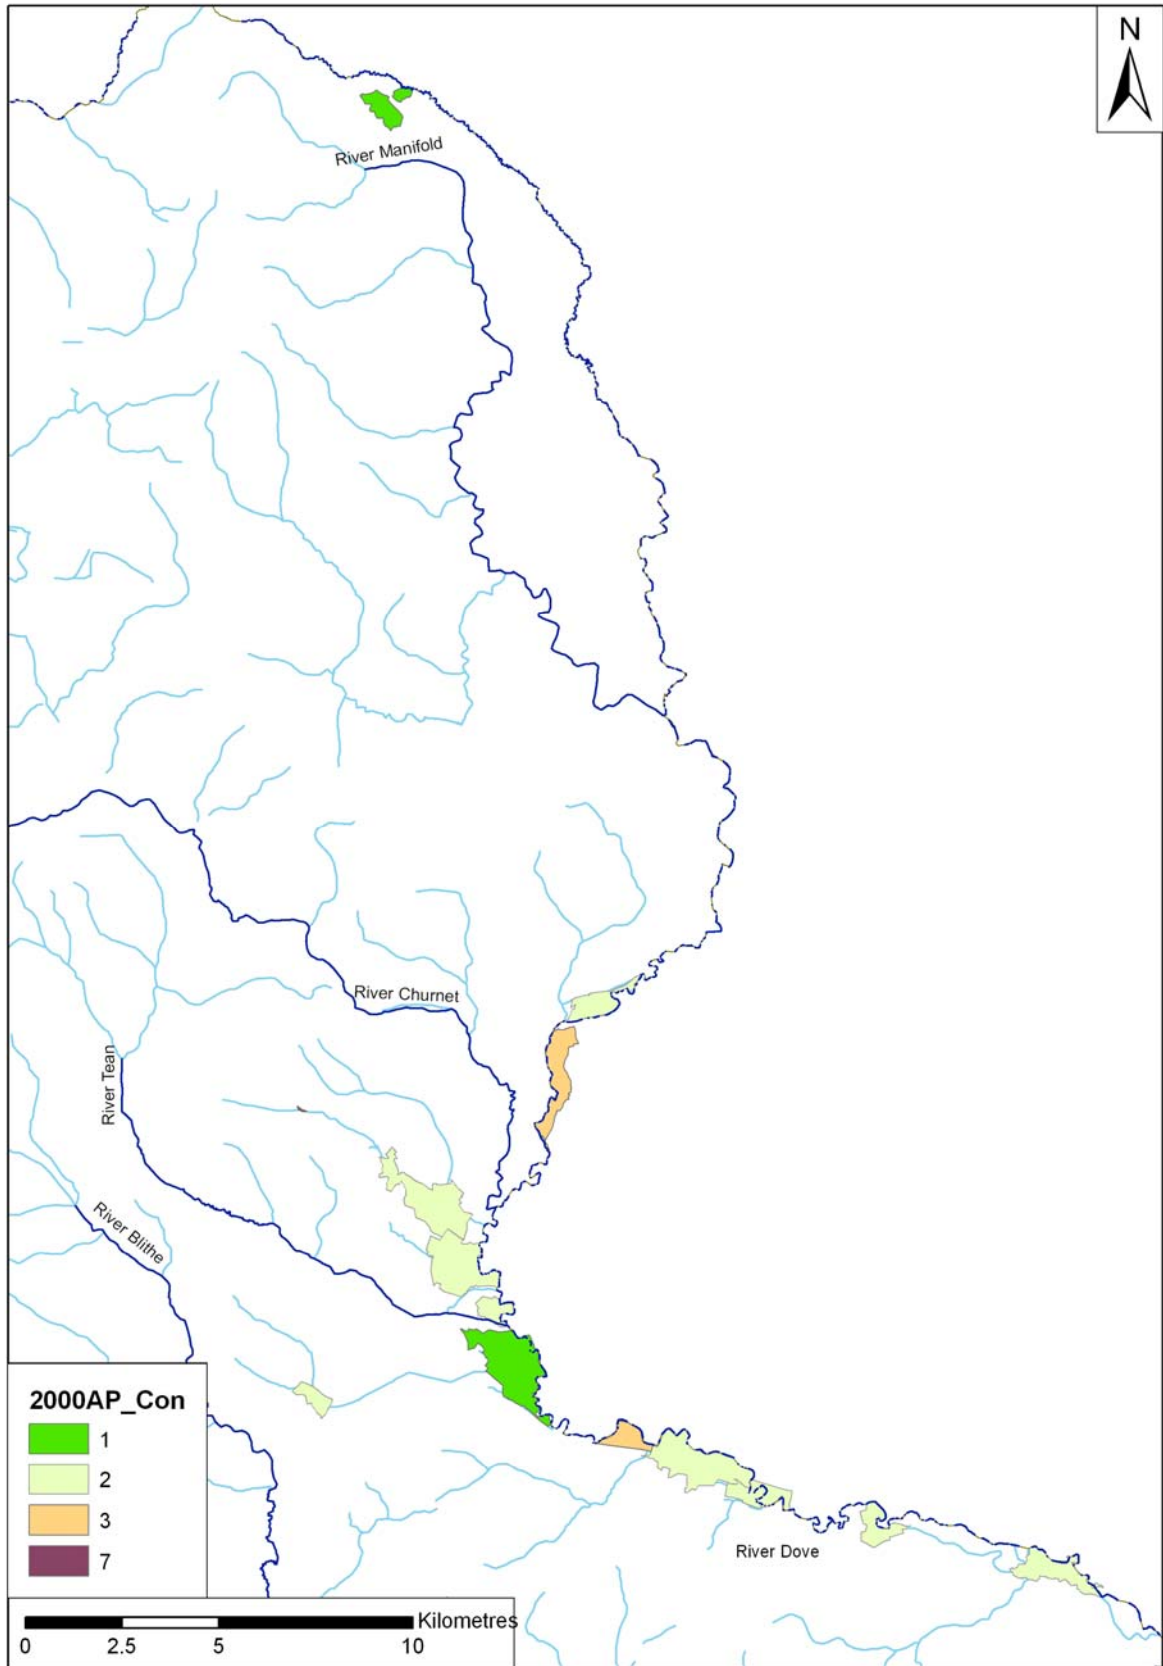 N
River Manifold
River Churnet
River Tean
River Blithe
River Dove
2000AP_Con
1
2
3
7
Kilometres
0 2.5 5 10